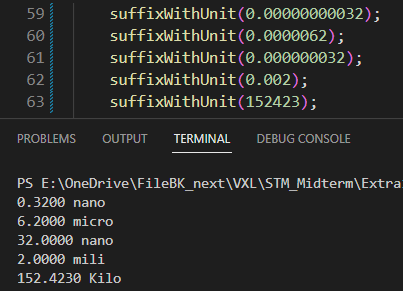 59 suffixWithUnit(0.00000000032);
60 suffixWithUnit(0.0000062);
61 suffixWithUnit(0.000000032);
62 suffixWithUnit(0.002);
63 suffixWithUnit(152423);
PROBLEMS OUTPUT TERMINAL DEBUG CONSOLE
PS E:\OneDrive\FileBK_next\VXL\STM_Midterm\Extra
0.3200 nano
6.2000 micro
32.0000 nano
2.0000 mili
152.4230 Kilo